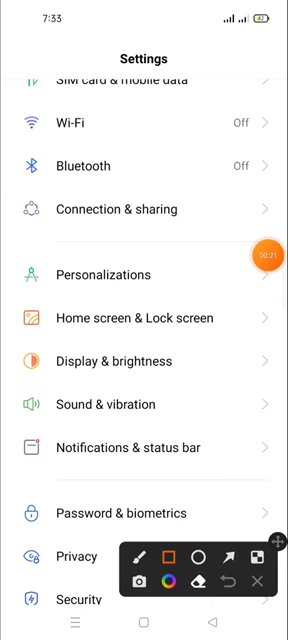 7:33
42
Settings
SIM card & mobile data
Wi-Fi
Off
Bluetooth
Off
Connection & sharing
00:21
Personalizations
Home screen & Lock screen
Display & brightness
Sound & vibration
Notifications & status bar
Password & biometrics
Privacy
Security